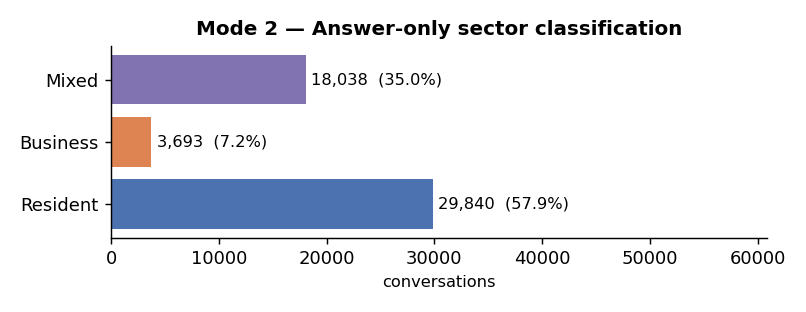 Mode 2 — Answer-only sector classification
Mixed
18,038  (35.0%)
Business
3,693  (7.2%)
Resident
29,840  (57.9%)
0 10000 20000 30000 40000 50000 60000
conversations